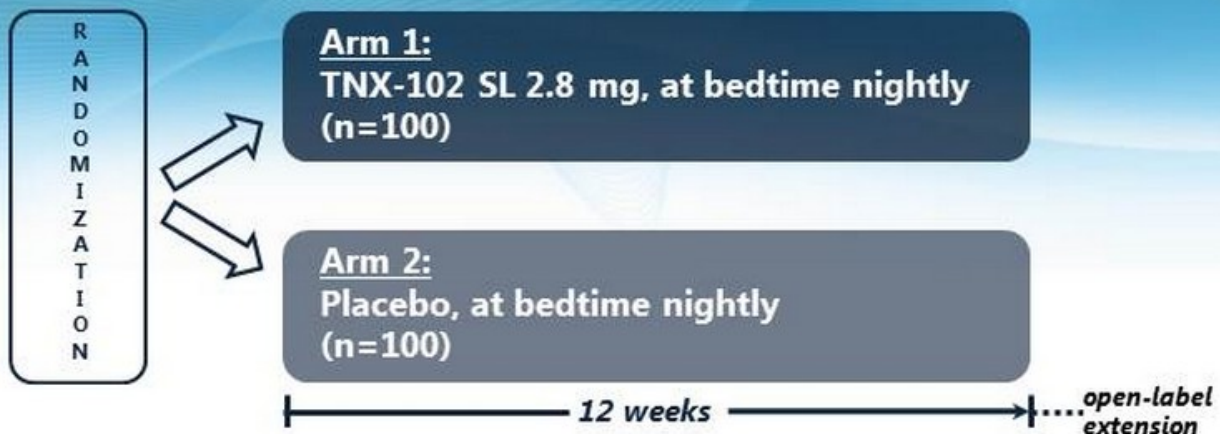 RANDOMIZATION
Arm 1:
TNX-102 SL 2.8 mg, at bedtime nightly
(n=100)
Arm 2:
Placebo, at bedtime nightly
(n=100)
12 weeks
open-label
extension